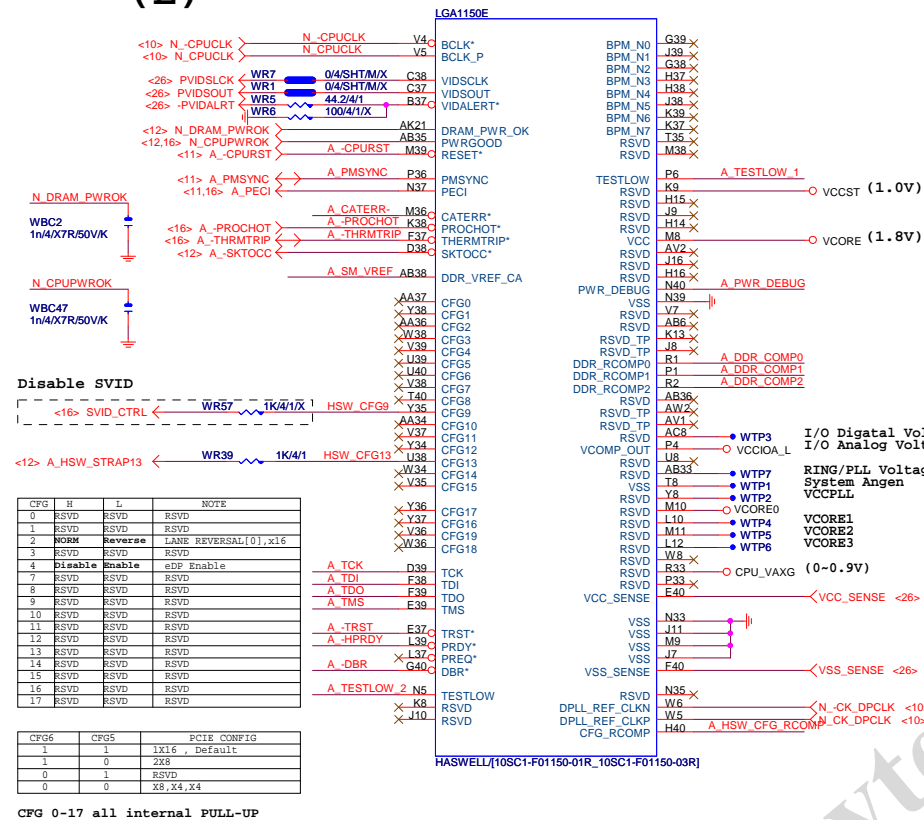 (2)
LGA1150E
<10> N_-CPUCLK N_-CPUCLK V4 BCLK* BPM_N0 G39
<10> N_CPUCLK N_CPUCLK V5 BCLK_P BPM_N1 J39
BPM_N2 G38
<26> PVIDSLCK WR7 0/4/SHT/M/X C38 VIDSCLK BPM_N3 H37
<26> PVIDSOUT WR1 0/4/SHT/M/X C37 VIDSOUT BPM_N4 H38
<26> -PVIDALRT WR5 44.2/4/1 B37 VIDALERT* BPM_N5 J38
WR6 100/4/1/X BPM_N6 K39
<12> N_DRAM_PWROK AK21 DRAM_PWR_OK BPM_N7 K37
<12,16> N_CPUPWROK AB35 PWRGOOD RSVD T35
<11> A_-CPURST A_-CPURST M39 RESET* RSVD M38
<11> A_PMSYNC A_PMSYNC P36 PMSYNC TESTLOW P6 A_TESTLOW_1
<11,16> A_PECI N37 PECI RSVD K9 VCCST (1.0V)
RSVD H15
A_CATERR- M36 CATERR* RSVD J9
<16> A_-PROCHOT A_-PROCHOT K38 PROCHOT* RSVD H14
<16> A_-THRMTRIP A_-THRMTRIP F37 THERMTRIP* VCC M8 VCORE (1.8V)
<12> A_-SKTOCC D38 SKTOCC* RSVD AV2
RSVD J16
A_SM_VREF AB38 DDR_VREF_CA RSVD H16
PWR_DEBUG N40 A_PWR_DEBUG
N_DRAM_PWROK
WBC2
1n/4/X7R/50V/K
N_CPUPWROK
WBC47
1n/4/X7R/50V/K
AA37 CFG0 VSS N39
Y38 CFG1 RSVD V7
AA36 CFG2 RSVD AB6
W38 CFG3 RSVD_TP K13
V39 CFG4 RSVD_TP J8
U39 CFG5 DDR_RCOMP0 R1 A_DDR_COMP0
U40 CFG6 DDR_RCOMP1 P1 A_DDR_COMP1
V38 CFG7 DDR_RCOMP2 R2 A_DDR_COMP2
T40 CFG8 RSVD AB36
Disable SVID
<16> SVID_CTRL WR57 1K/4/1/X HSW_CFG9 Y35 CFG9 RSVD_TP AW2
AA34 CFG10 RSVD_TP AV1
V37 CFG11 RSVD AC8 WTP3 I/O Digatal Vol
Y34 CFG12 VCOMP_OUT P4 VCCIOA_L I/O Analog Volt
<12> A_HSW_STRAP13 WR39 1K/4/1 HSW_CFG13 U38 CFG13 RSVD U8
W34 CFG14 RSVD AB33 WTP7 RING/PLL Voltag
V35 CFG15 VSS T8 WTP1 System Angen
RSVD Y8 WTP2 VCCPLL
Y36 CFG17 RSVD M10 VCORE0
Y37 CFG16 RSVD L10 WTP4 VCORE1
V36 CFG19 RSVD M11 WTP5 VCORE2
W36 CFG18 RSVD L12 WTP6 VCORE3
RSVD W8
A_TCK D39 TCK RSVD R33 CPU_VAXG (0~0.9V)
A_TDI F38 TDI RSVD P33
A_TDO F39 TDO VCC_SENSE E40 VCC_SENSE <26>
A_TMS E39 TMS
A_-TRST E37 TRST* VSS N33
A_-HPRDY L39 PRDY* VSS J11
L37 PREQ* VSS M9
A_-DBR G40 DBR* VSS J7
VSS_SENSE F40 VSS_SENSE <26>
A_TESTLOW_2 N5 TESTLOW RSVD N35
K8 RSVD DPLL_REF_CLKN W6 N_-CK_DPCLK <10
J10 RSVD DPLL_REF_CLKP W5 N_CK_DPCLK <10>
CFG_RCOMP H40 A_HSW_CFG_RCOMP
HASWELL/[10SC1-F01150-01R_10SC1-F01150-03R]
CFG H L NOTE
0 RSVD RSVD RSVD
1 RSVD RSVD RSVD
2 NORM Reverse LANE REVERSAL[0],x16
3 RSVD RSVD RSVD
4 Disable Enable eDP Enable
7 RSVD RSVD RSVD
8 RSVD RSVD RSVD
9 RSVD RSVD RSVD
10 RSVD RSVD RSVD
11 RSVD RSVD RSVD
12 RSVD RSVD RSVD
13 RSVD RSVD RSVD
14 RSVD RSVD RSVD
15 RSVD RSVD RSVD
16 RSVD RSVD RSVD
17 RSVD RSVD RSVD
CFG6 CFG5 PCIE CONFIG
1 1 1X16 , Default
1 0 2X8
0 1 RSVD
0 0 X8,X4,X4
CFG 0-17 all internal PULL-UP